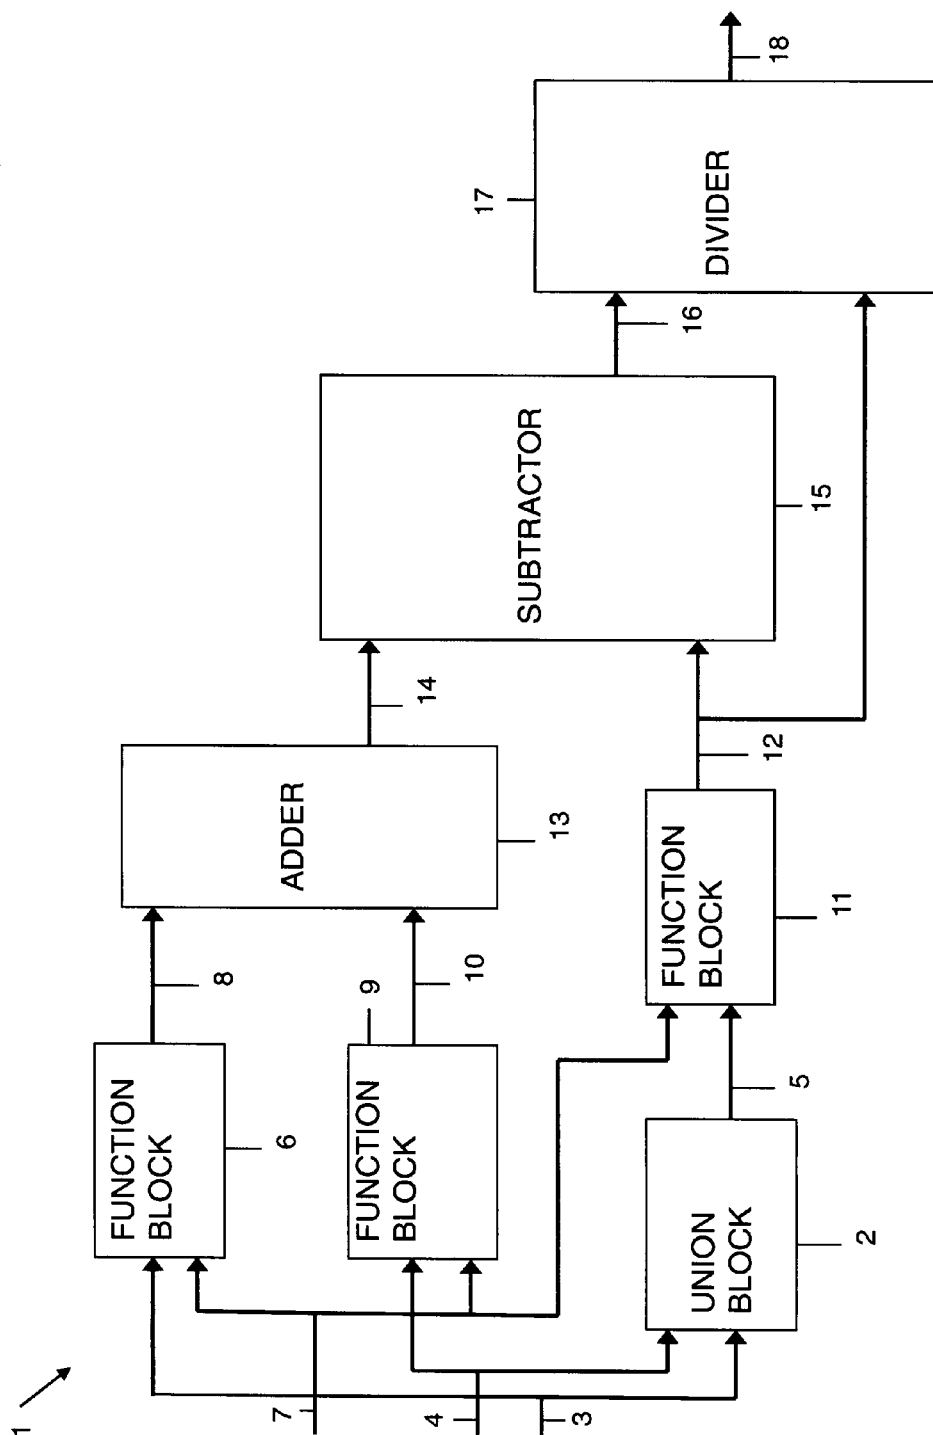 1
7
4
3
FUNCTION
BLOCK
6
8
FUNCTION
BLOCK
9
10
UNION
BLOCK
2
5
FUNCTION
BLOCK
11
12
ADDER
13
14
SUBTRACTOR
15
16
DIVIDER
17
18